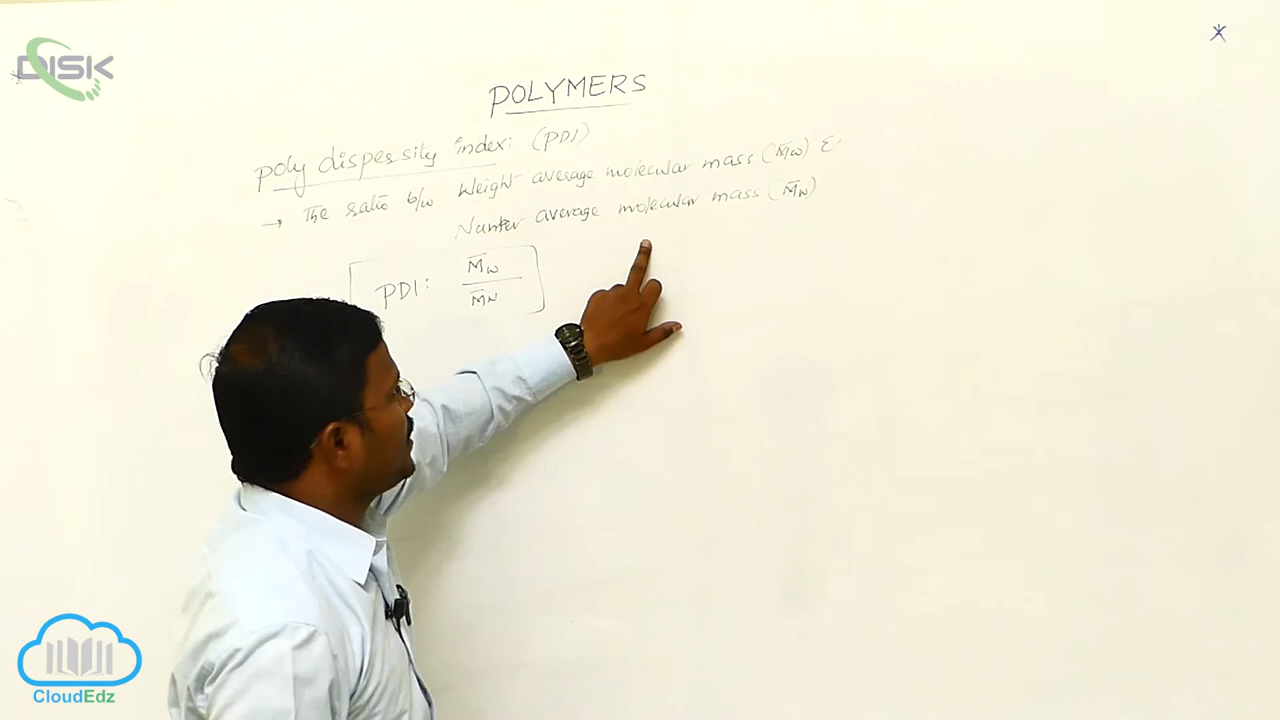 DISK
POLYMERS
poly dispessity index: (PDI)
→ The ratio b/w Weight average molecular mass (M̄w) &
Number average molecular mass (M̄N)
PDI: M̄w / M̄N
CloudEdz